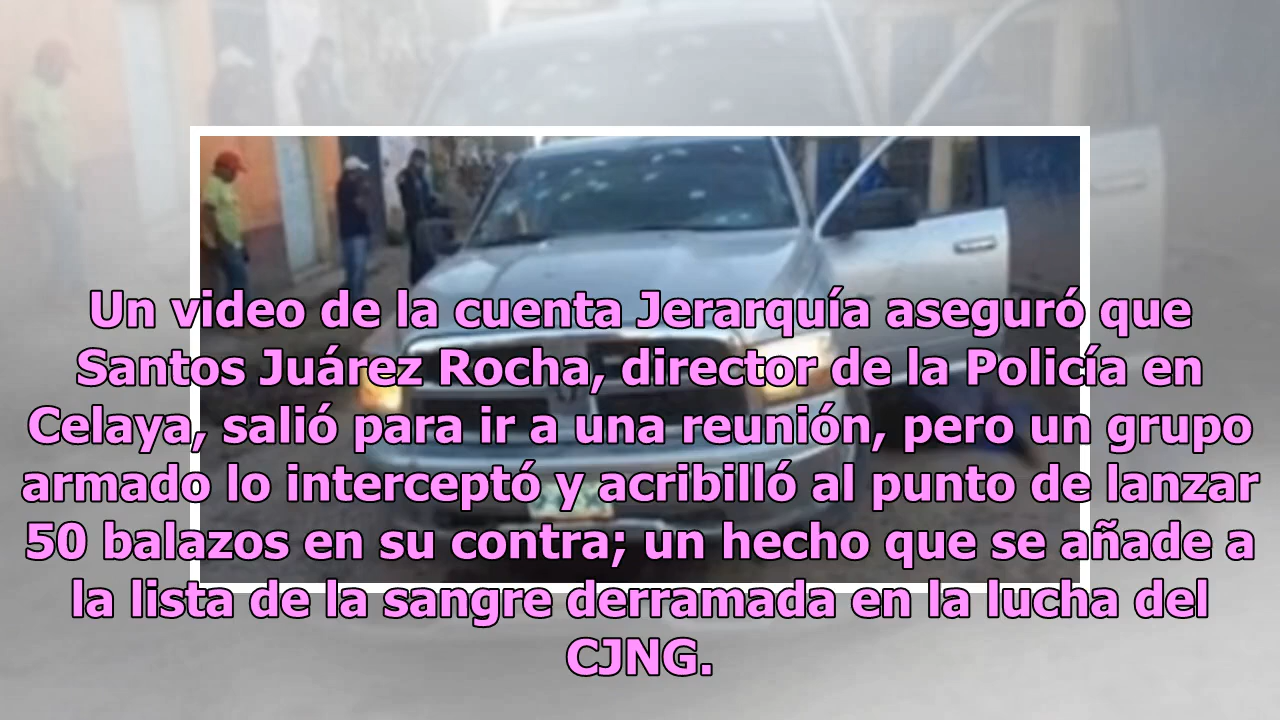 Un video de la cuenta Jerarquía aseguró que
Santos Juárez Rocha, director de la Policía en
Celaya, salió para ir a una reunión, pero un grupo
armado lo interceptó y acribilló al punto de lanzar
50 balazos en su contra; un hecho que se añade a
la lista de la sangre derramada en la lucha del
CJNG.